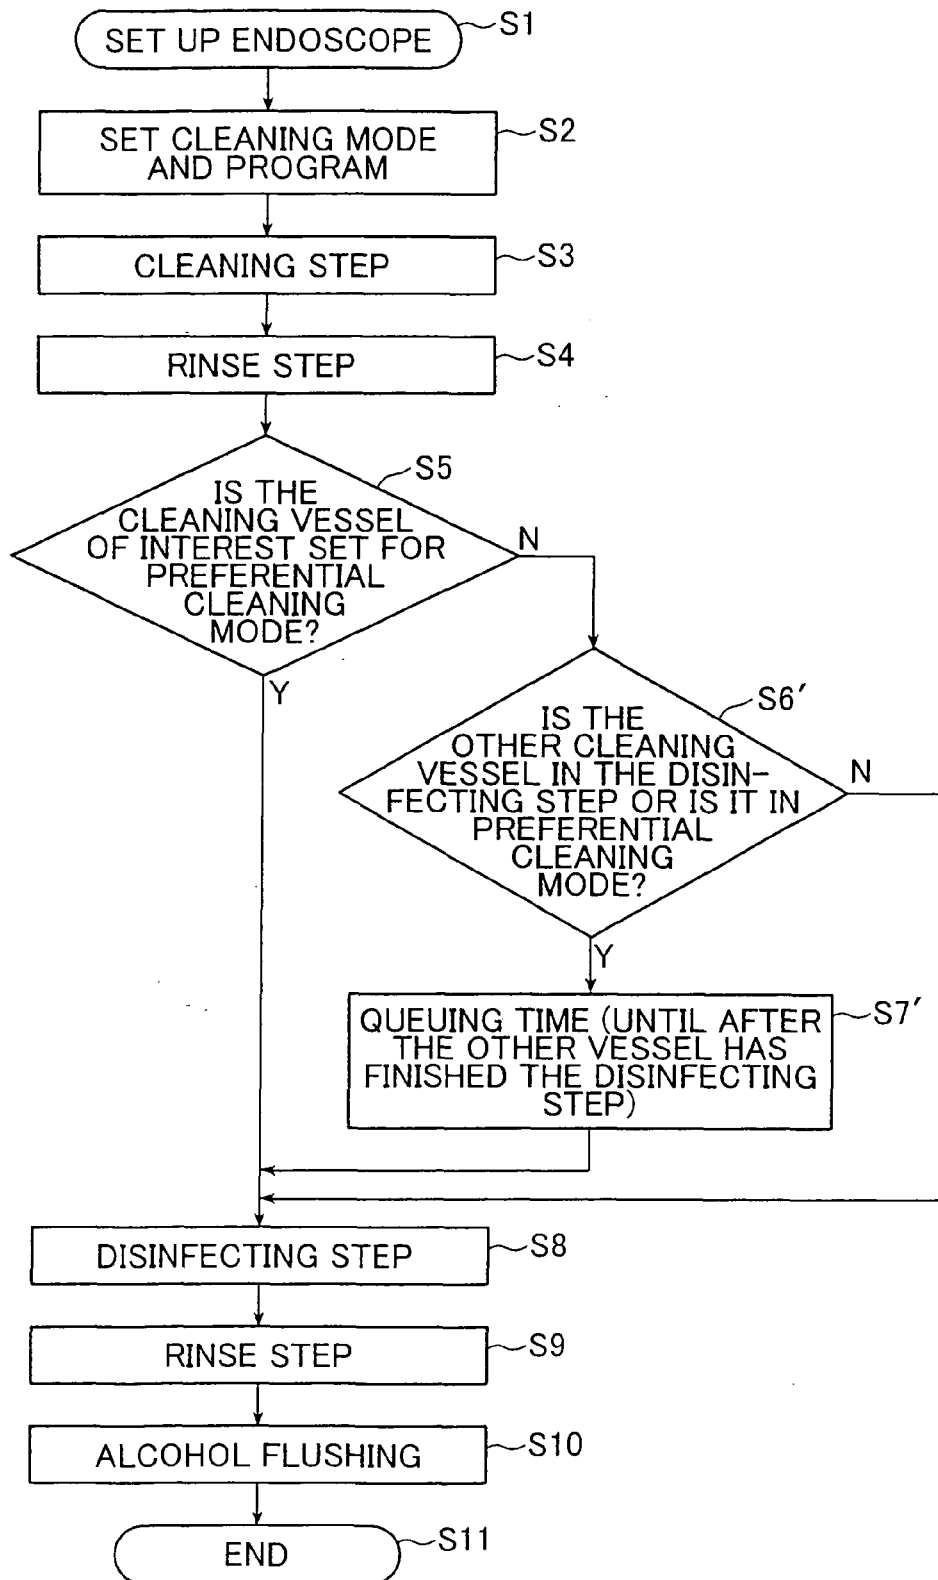 SET UP ENDOSCOPE
S1
SET CLEANING MODE
AND PROGRAM
S2
CLEANING STEP
S3
RINSE STEP
S4
IS THE
CLEANING VESSEL
OF INTEREST SET FOR
PREFERENTIAL
CLEANING
MODE?
S5
N
Y
IS THE
OTHER CLEANING
VESSEL IN THE DISIN-
FECTING STEP OR IS IT IN
PREFERENTIAL
CLEANING
MODE?
S6'
N
Y
QUEUING TIME (UNTIL AFTER
THE OTHER VESSEL HAS
FINISHED THE DISINFECTING
STEP)
S7'
DISINFECTING STEP
S8
RINSE STEP
S9
ALCOHOL FLUSHING
S10
END
S11